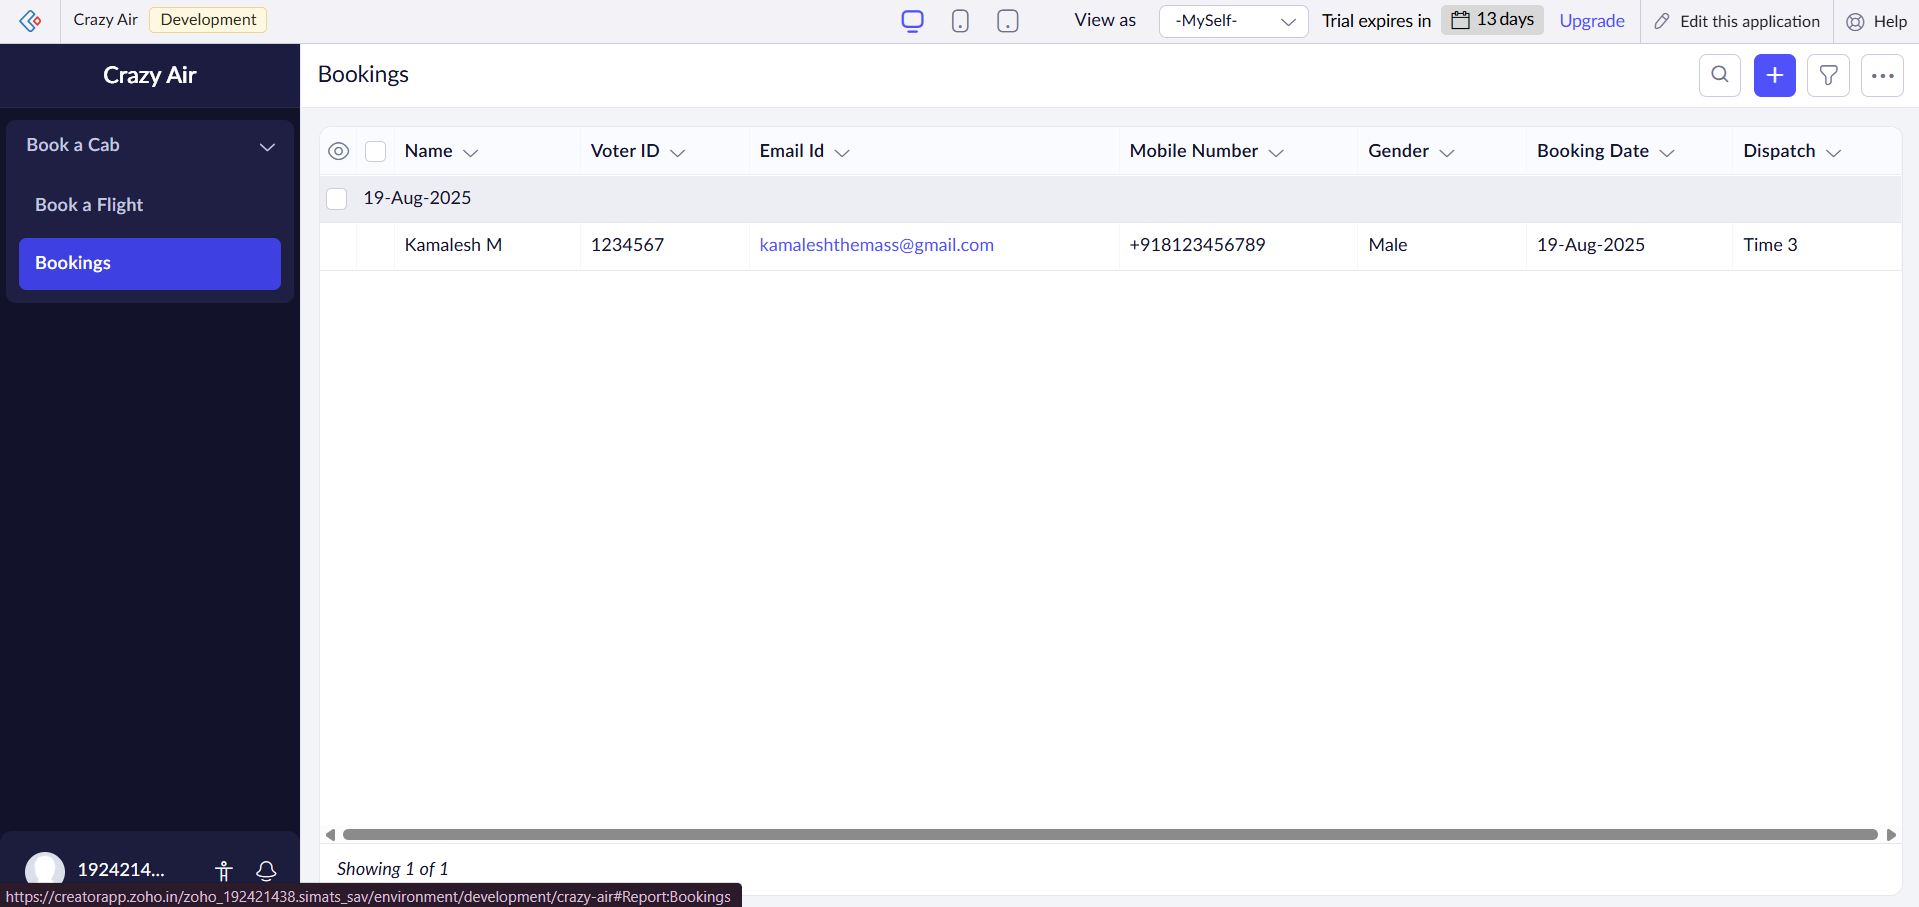 Crazy Air Development View as -MySelf- Trial expires in 13 days Upgrade Edit this application Help
Crazy Air
Book a Cab
Book a Flight
Bookings
1924214...
Bookings
Name Voter ID Email Id Mobile Number Gender Booking Date Dispatch
19-Aug-2025
Kamalesh M 1234567 kamaleshthemass@gmail.com +918123456789 Male 19-Aug-2025 Time 3
Showing 1 of 1
https://creatorapp.zoho.in/zoho_192421438.simats_sav/environment/development/crazy-air#Report:Bookings